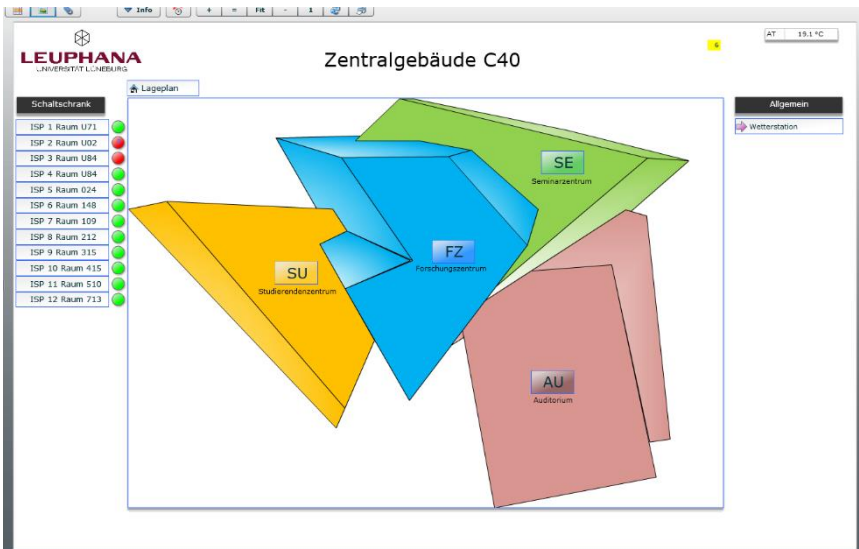 Info + = Fit - 1
LEUPHANA
UNIVERSITÄT LÜNEBURG
Zentralgebäude C40
6
AT 19.1 °C
Lageplan
Schaltschrank
ISP 1 Raum U71
ISP 2 Raum U02
ISP 3 Raum U84
ISP 4 Raum U84
ISP 5 Raum 024
ISP 6 Raum 148
ISP 7 Raum 109
ISP 8 Raum 212
ISP 9 Raum 315
ISP 10 Raum 415
ISP 11 Raum 510
ISP 12 Raum 713
SE
Seminarzentrum
FZ
Forschungszentrum
SU
Studierendenzentrum
AU
Auditorium
Allgemein
Wetterstation